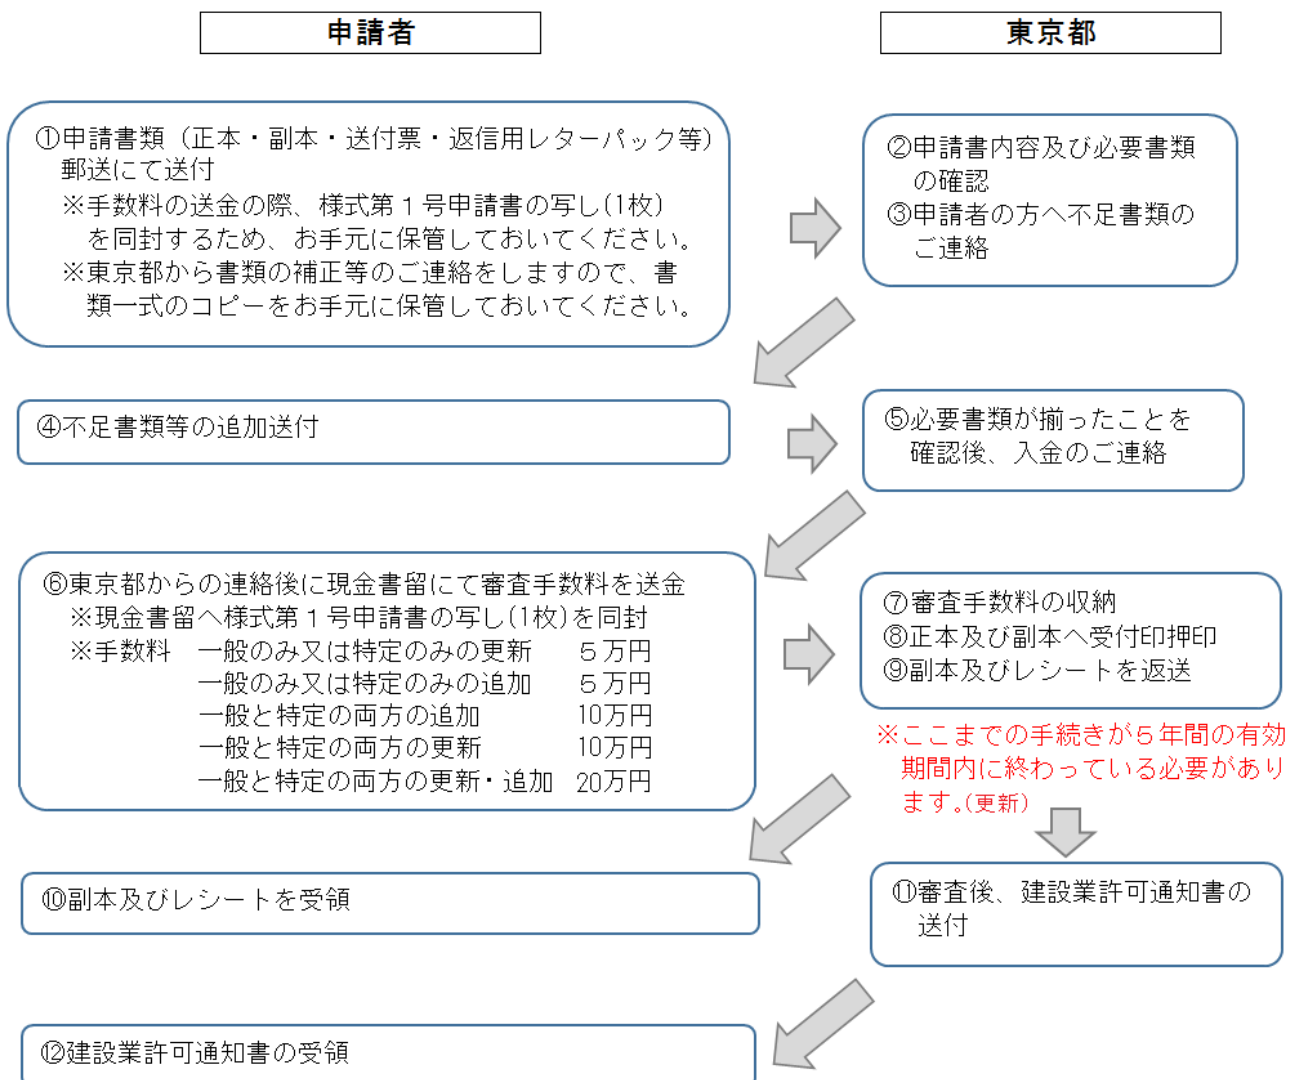 申請者
東京都
①申請書類（正本・副本・送付票・返信用レターパック等）
郵送にて送付
※手数料の送金の際、様式第１号申請書の写し(1枚)
を同封するため、お手元に保管しておいてください。
※東京都から書類の補正等のご連絡をしますので、書
類一式のコピーをお手元に保管しておいてください。
②申請書内容及び必要書類
の確認
③申請者の方へ不足書類の
ご連絡
④不足書類等の追加送付
⑤必要書類が揃ったことを
確認後、入金のご連絡
⑥東京都からの連絡後に現金書留にて審査手数料を送金
※現金書留へ様式第１号申請書の写し(1枚)を同封
※手数料　一般のみ又は特定のみの更新　５万円
一般のみ又は特定のみの追加　５万円
一般と特定の両方の追加　10万円
一般と特定の両方の更新　10万円
一般と特定の両方の更新・追加　20万円
⑦審査手数料の収納
⑧正本及び副本へ受付印押印
⑨副本及びレシートを返送
※ここまでの手続きが５年間の有効
期間内に終わっている必要があり
ます。(更新)
⑩副本及びレシートを受領
⑪審査後、建設業許可通知書の
送付
⑫建設業許可通知書の受領